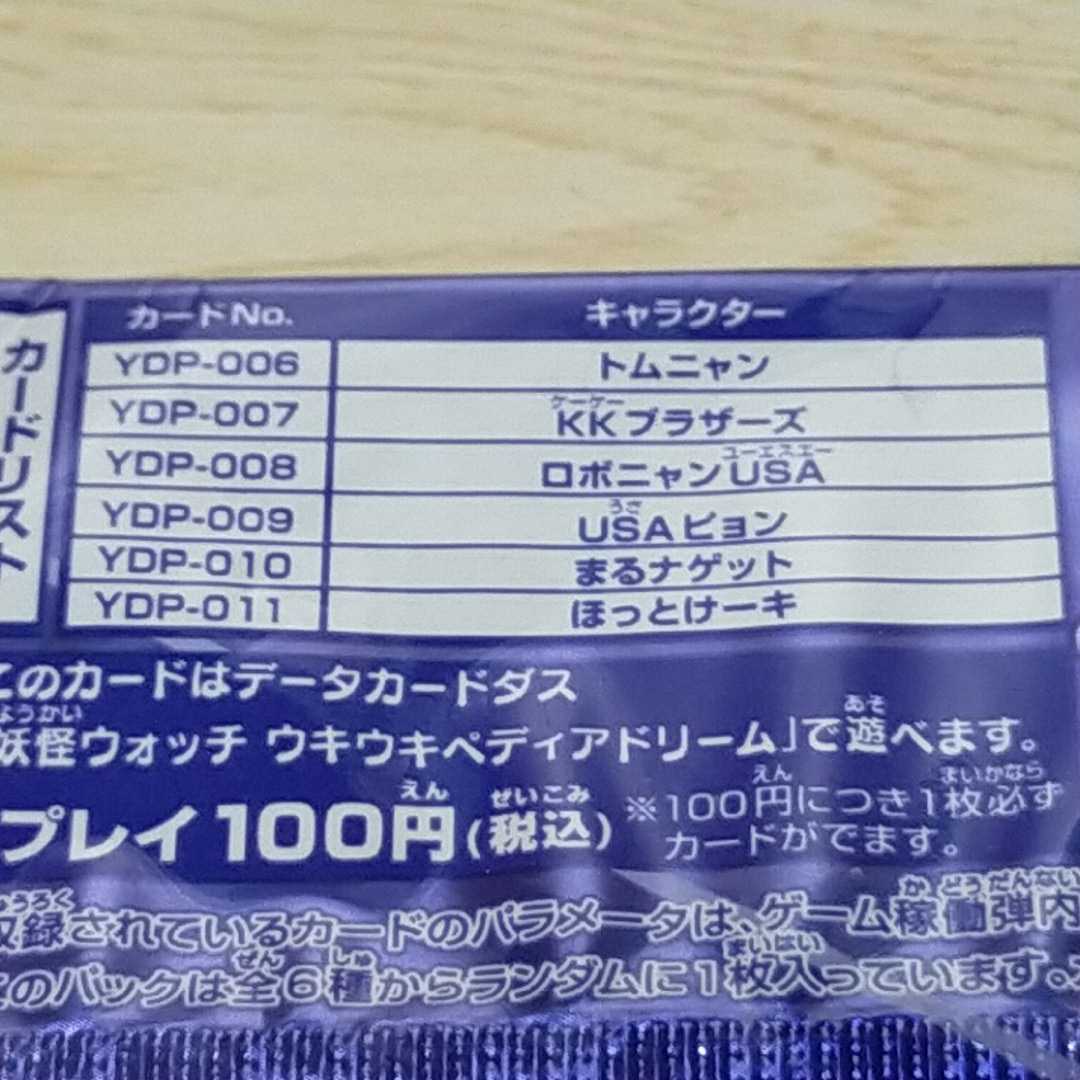 カードリスト
カードNo. キャラクター
YDP-006 トムニャン
ケーケー
YDP-007 KKブラザーズ
ユーエスエー
YDP-008 ロボニャンUSA
うさ
YDP-009 USAピョン
YDP-010 まるナゲット
YDP-011 ほっとけーキ
このカードはデータカードダス
ようかい あそ
妖怪ウォッチ ウキウキペディアドリーム」で遊べます。
えん ぜいこみ えん まいかなら
プレイ100円(税込) ※100円につき1枚必ず
カードがでます。
ゅうろく か どうだんない
収録されているカードのパラメータは、ゲーム稼働弾内
ぜん しゅ まいはい
このパックは全6種からランダムに1枚入っています。